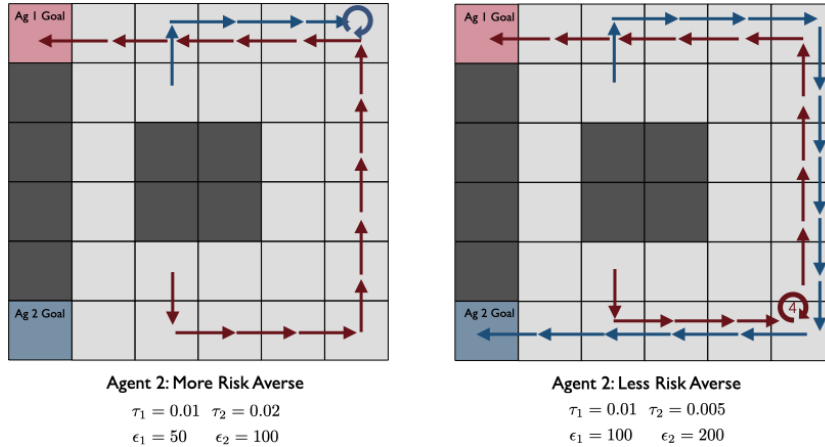 Ag 1 Goal
Ag 2 Goal
Agent 2: More Risk Averse
τ₁ = 0.01 τ₂ = 0.02
ϵ₁ = 50 ϵ₂ = 100
Ag 1 Goal
4
Ag 2 Goal
Agent 2: Less Risk Averse
τ₁ = 0.01 τ₂ = 0.005
ϵ₁ = 100 ϵ₂ = 200